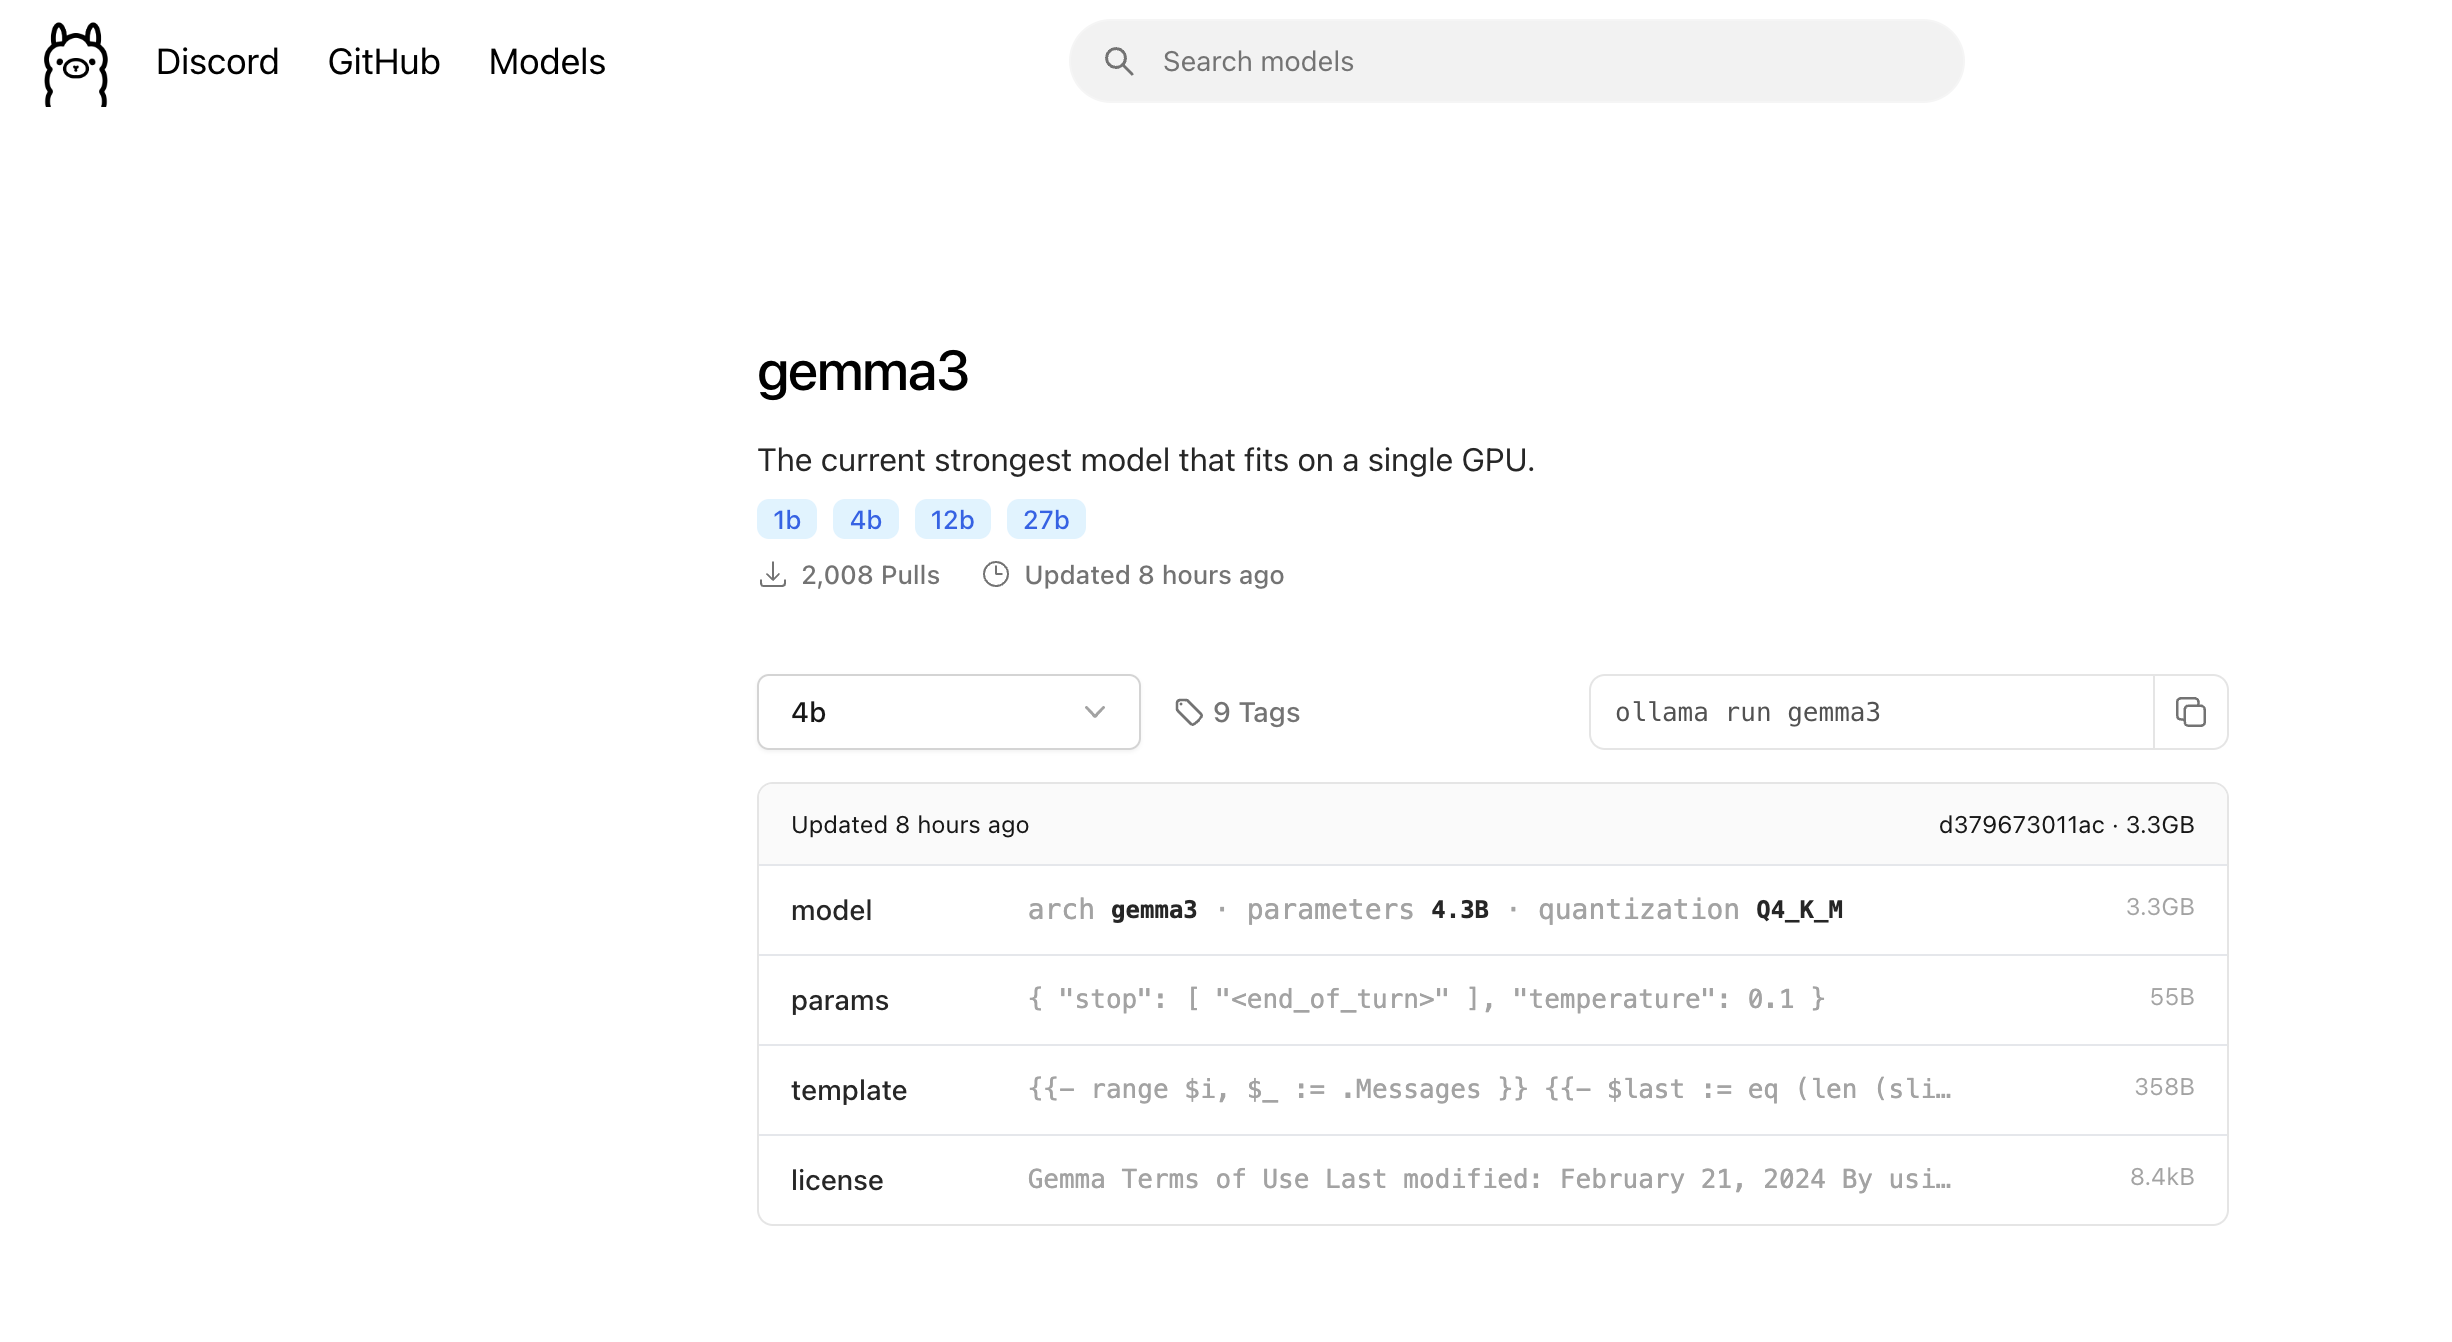 Discord GitHub Models Search models
gemma3
The current strongest model that fits on a single GPU.
1b 4b 12b 27b
2,008 Pulls Updated 8 hours ago
4b 9 Tags ollama run gemma3
Updated 8 hours ago d379673011ac · 3.3GB
model arch gemma3 · parameters 4.3B · quantization Q4_K_M 3.3GB
params { "stop": [ "<end_of_turn>" ], "temperature": 0.1 } 55B
template {{- range $i, $_ := .Messages }} {{- $last := eq (len (sli… 358B
license Gemma Terms of Use Last modified: February 21, 2024 By usi… 8.4kB